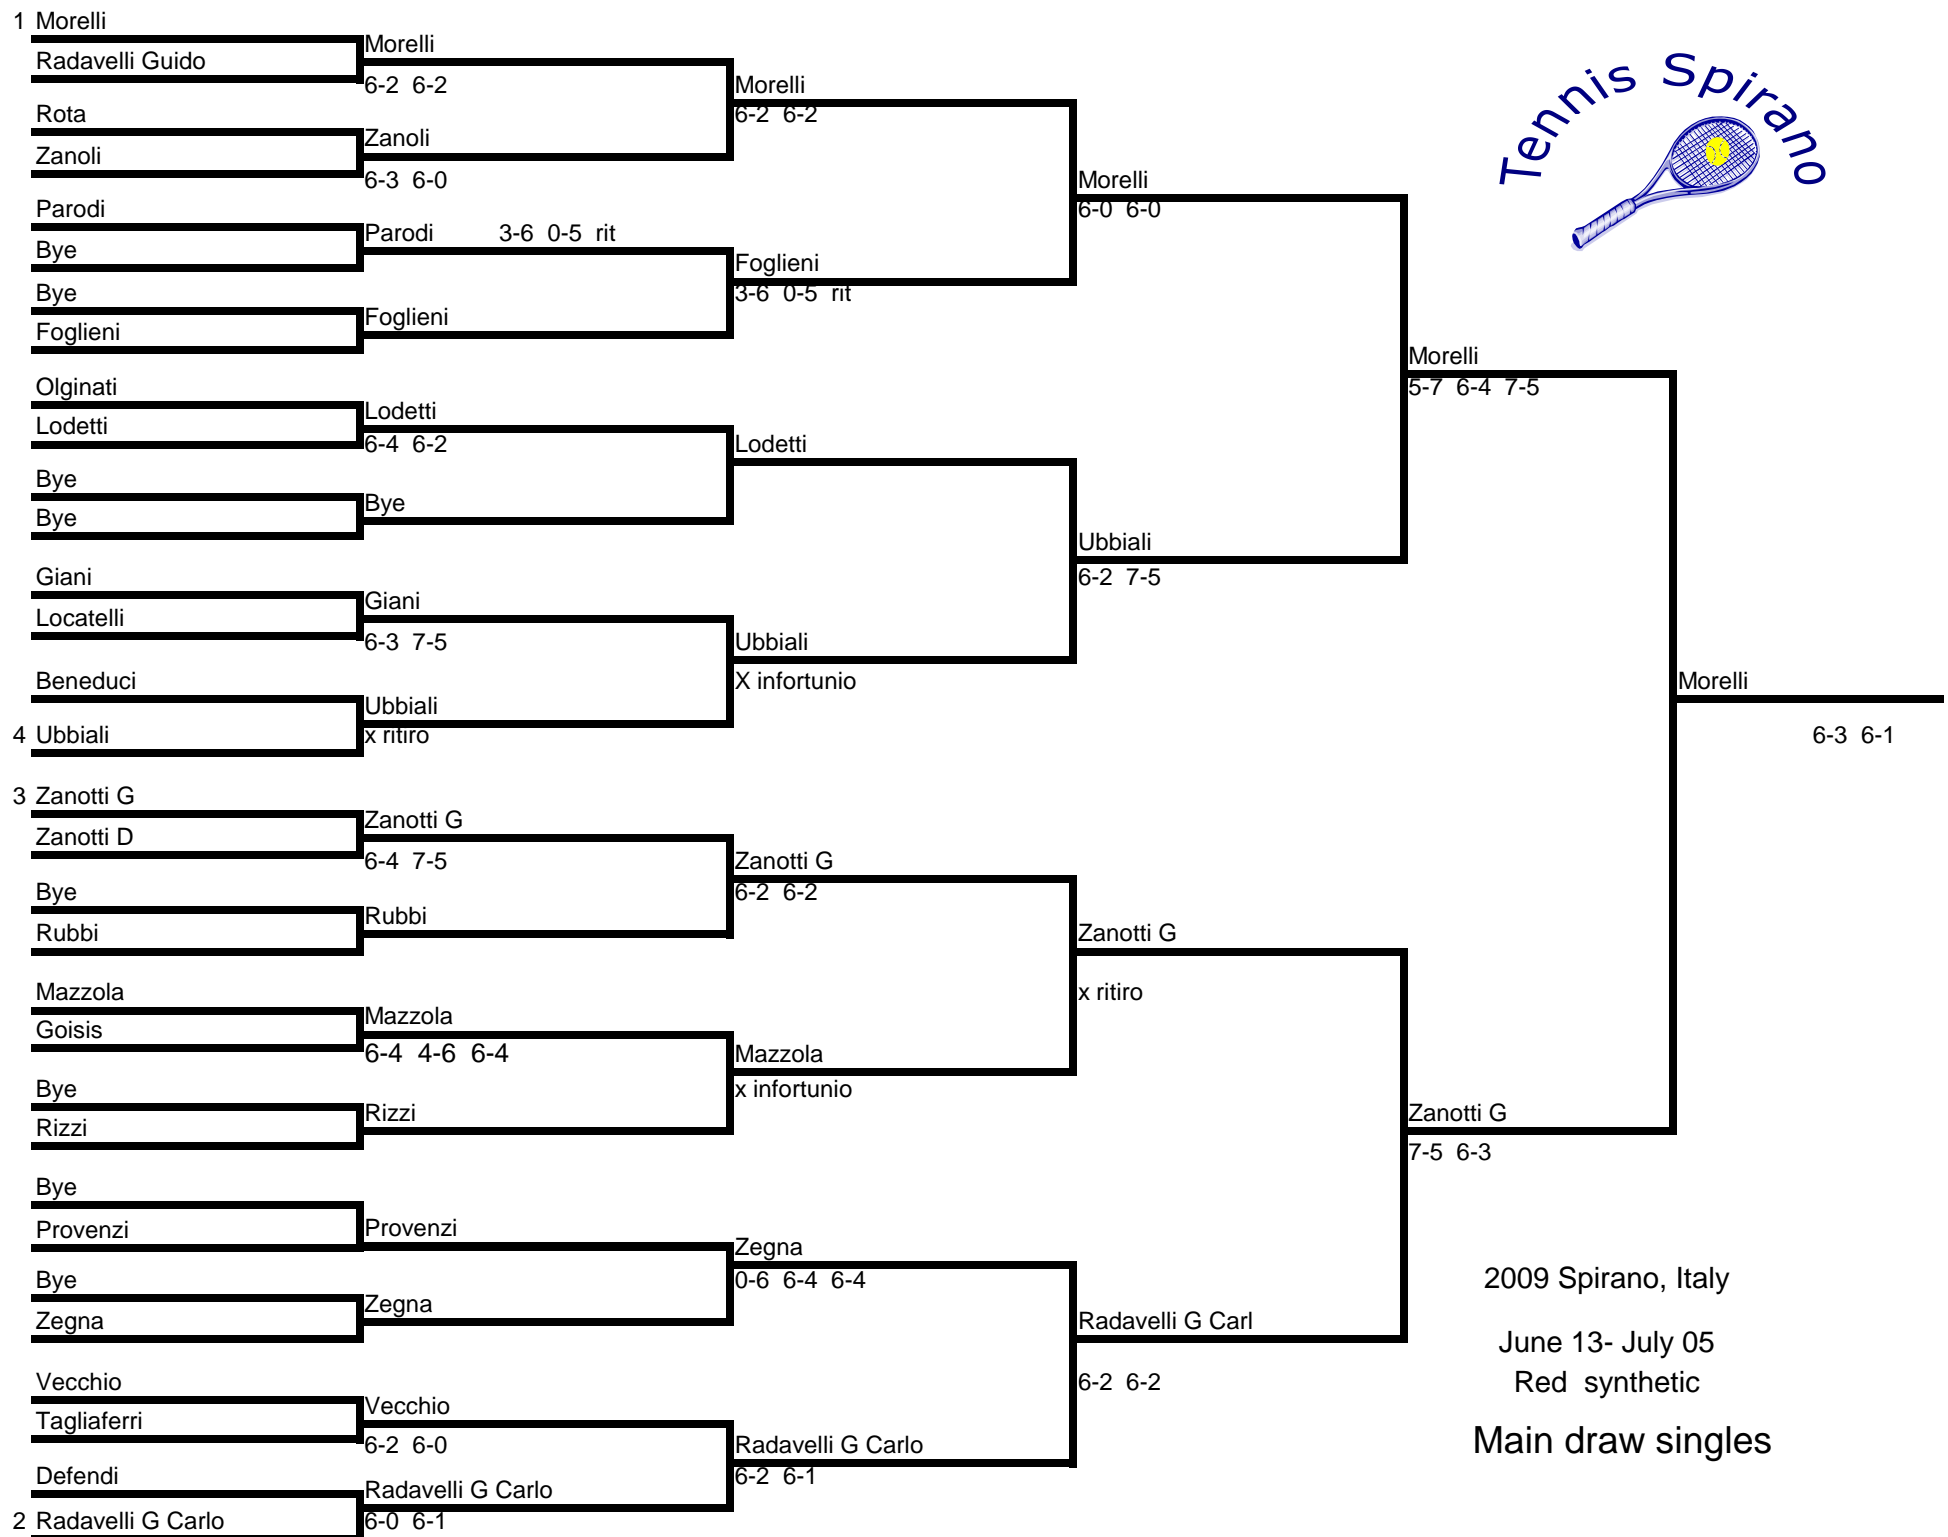 1 Morelli
Radavelli Guido
Rota
Zanoli
Parodi
Bye
Bye
Foglieni
Olginati
Lodetti
Bye
Bye
Giani
Locatelli
Beneduci
4 Ubbiali
3 Zanotti G
Zanotti D
Bye
Rubbi
Mazzola
Goisis
Bye
Rizzi
Bye
Provenzi
Bye
Zegna
Vecchio
Tagliaferri
Defendi
2 Radavelli G Carlo
Morelli
6-2 6-2
Zanoli
6-3 6-0
Parodi 3-6 0-5 rit
Foglieni
Lodetti
6-4 6-2
Bye
Giani
6-3 7-5
Ubbiali
x ritiro
Zanotti G
6-4 7-5
Rubbi
Mazzola
6-4 4-6 6-4
Rizzi
Provenzi
Zegna
Vecchio
6-2 6-0
Radavelli G Carlo
6-0 6-1
Morelli
6-2 6-2
Foglieni
3-6 0-5 rit
Lodetti
Ubbiali
X infortunio
Zanotti G
6-2 6-2
Mazzola
x infortunio
Zegna
0-6 6-4 6-4
Radavelli G Carlo
6-2 6-1
Morelli
6-0 6-0
Ubbiali
6-2 7-5
Zanotti G
x ritiro
Radavelli G Carl
6-2 6-2
Morelli
5-7 6-4 7-5
Zanotti G
7-5 6-3
Morelli
6-3 6-1
Tennis Spirano
2009 Spirano, Italy
June 13- July 05
Red synthetic
Main draw singles